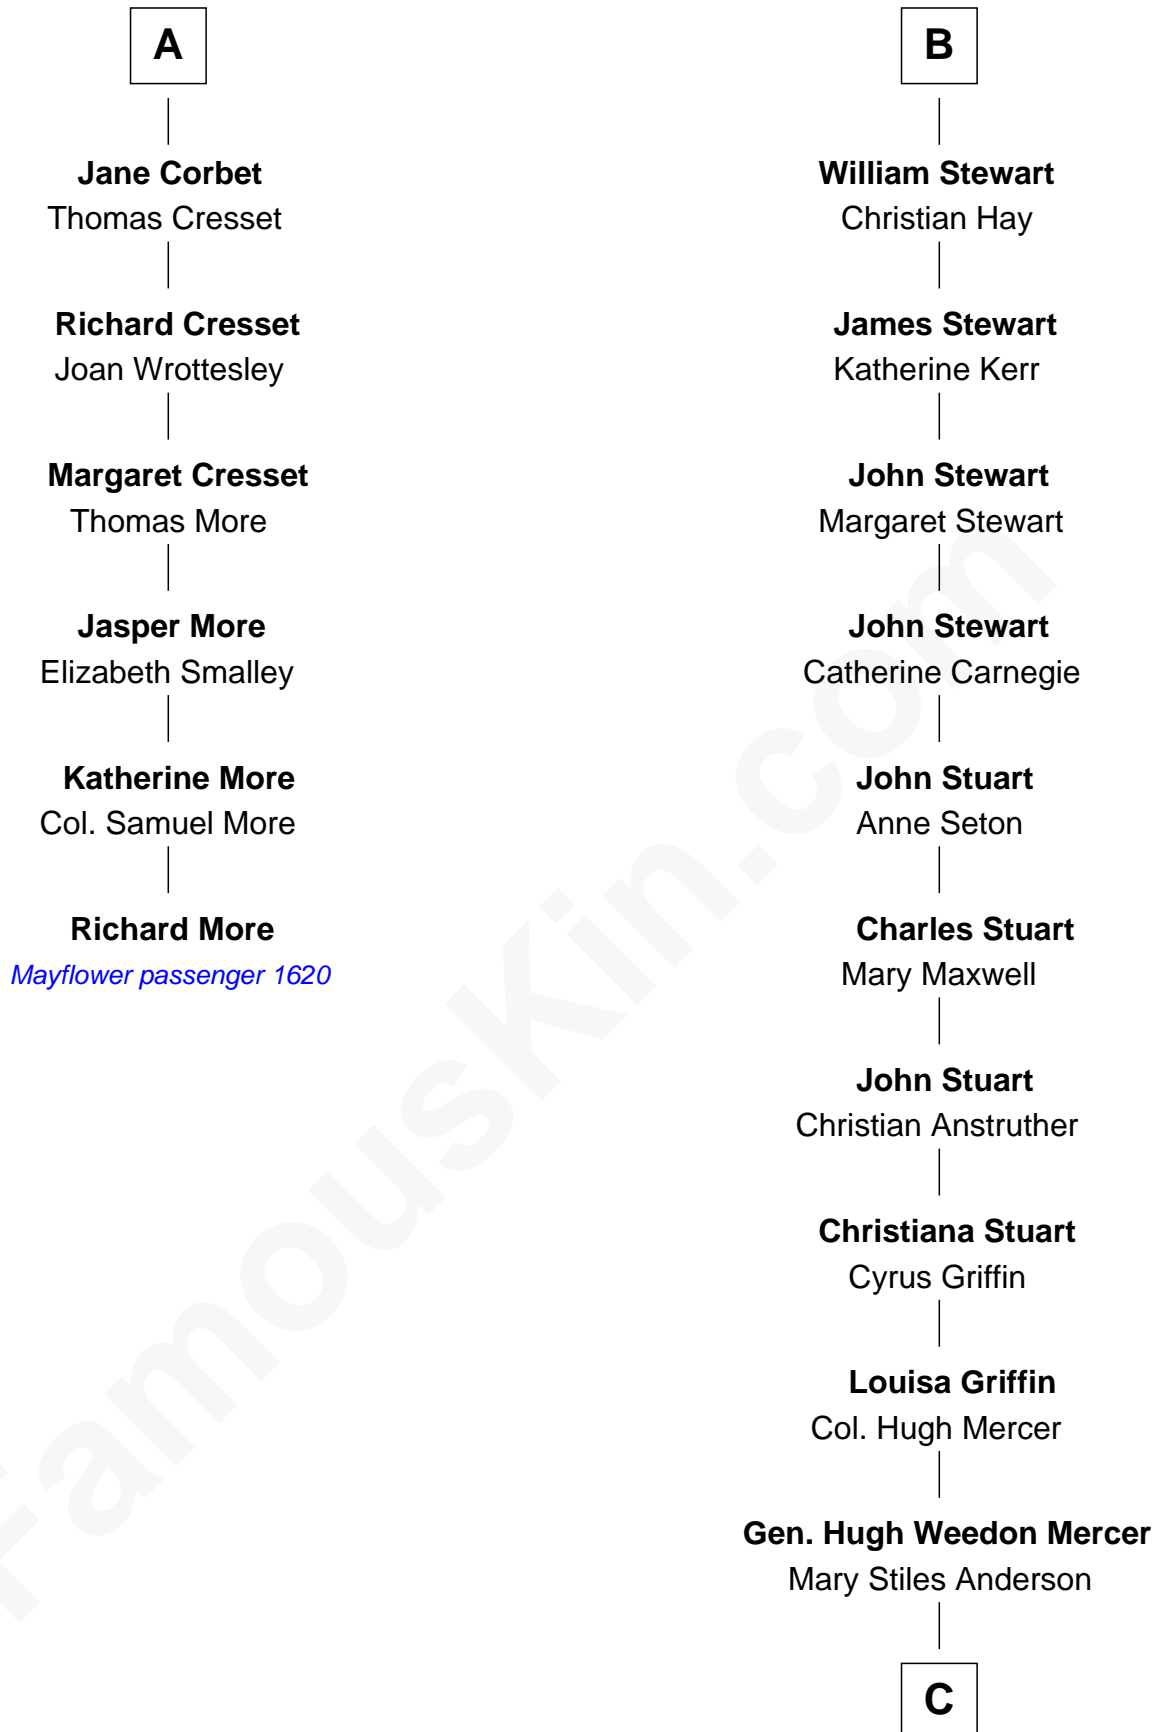 A
Jane Corbet
Thomas Cresset
Richard Cresset
Joan Wrottesley
Margaret Cresset
Thomas More
Jasper More
Elizabeth Smalley
Katherine More
Col. Samuel More
Richard More
Mayflower passenger 1620
B
William Stewart
Christian Hay
James Stewart
Katherine Kerr
John Stewart
Margaret Stewart
John Stewart
Catherine Carnegie
John Stuart
Anne Seton
Charles Stuart
Mary Maxwell
John Stuart
Christian Anstruther
Christiana Stuart
Cyrus Griffin
Louisa Griffin
Col. Hugh Mercer
Gen. Hugh Weedon Mercer
Mary Stiles Anderson
C
FamousKin.com